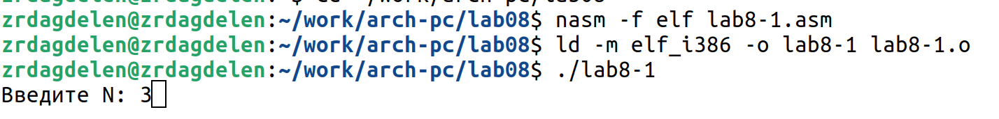 zrdagdelen@zrdagdelen:~/work/arch-pc/lab08$ nasm -f elf lab8-1.asm
zrdagdelen@zrdagdelen:~/work/arch-pc/lab08$ ld -m elf_i386 -o lab8-1 lab8-1.o
zrdagdelen@zrdagdelen:~/work/arch-pc/lab08$ ./lab8-1
Введите N: 3